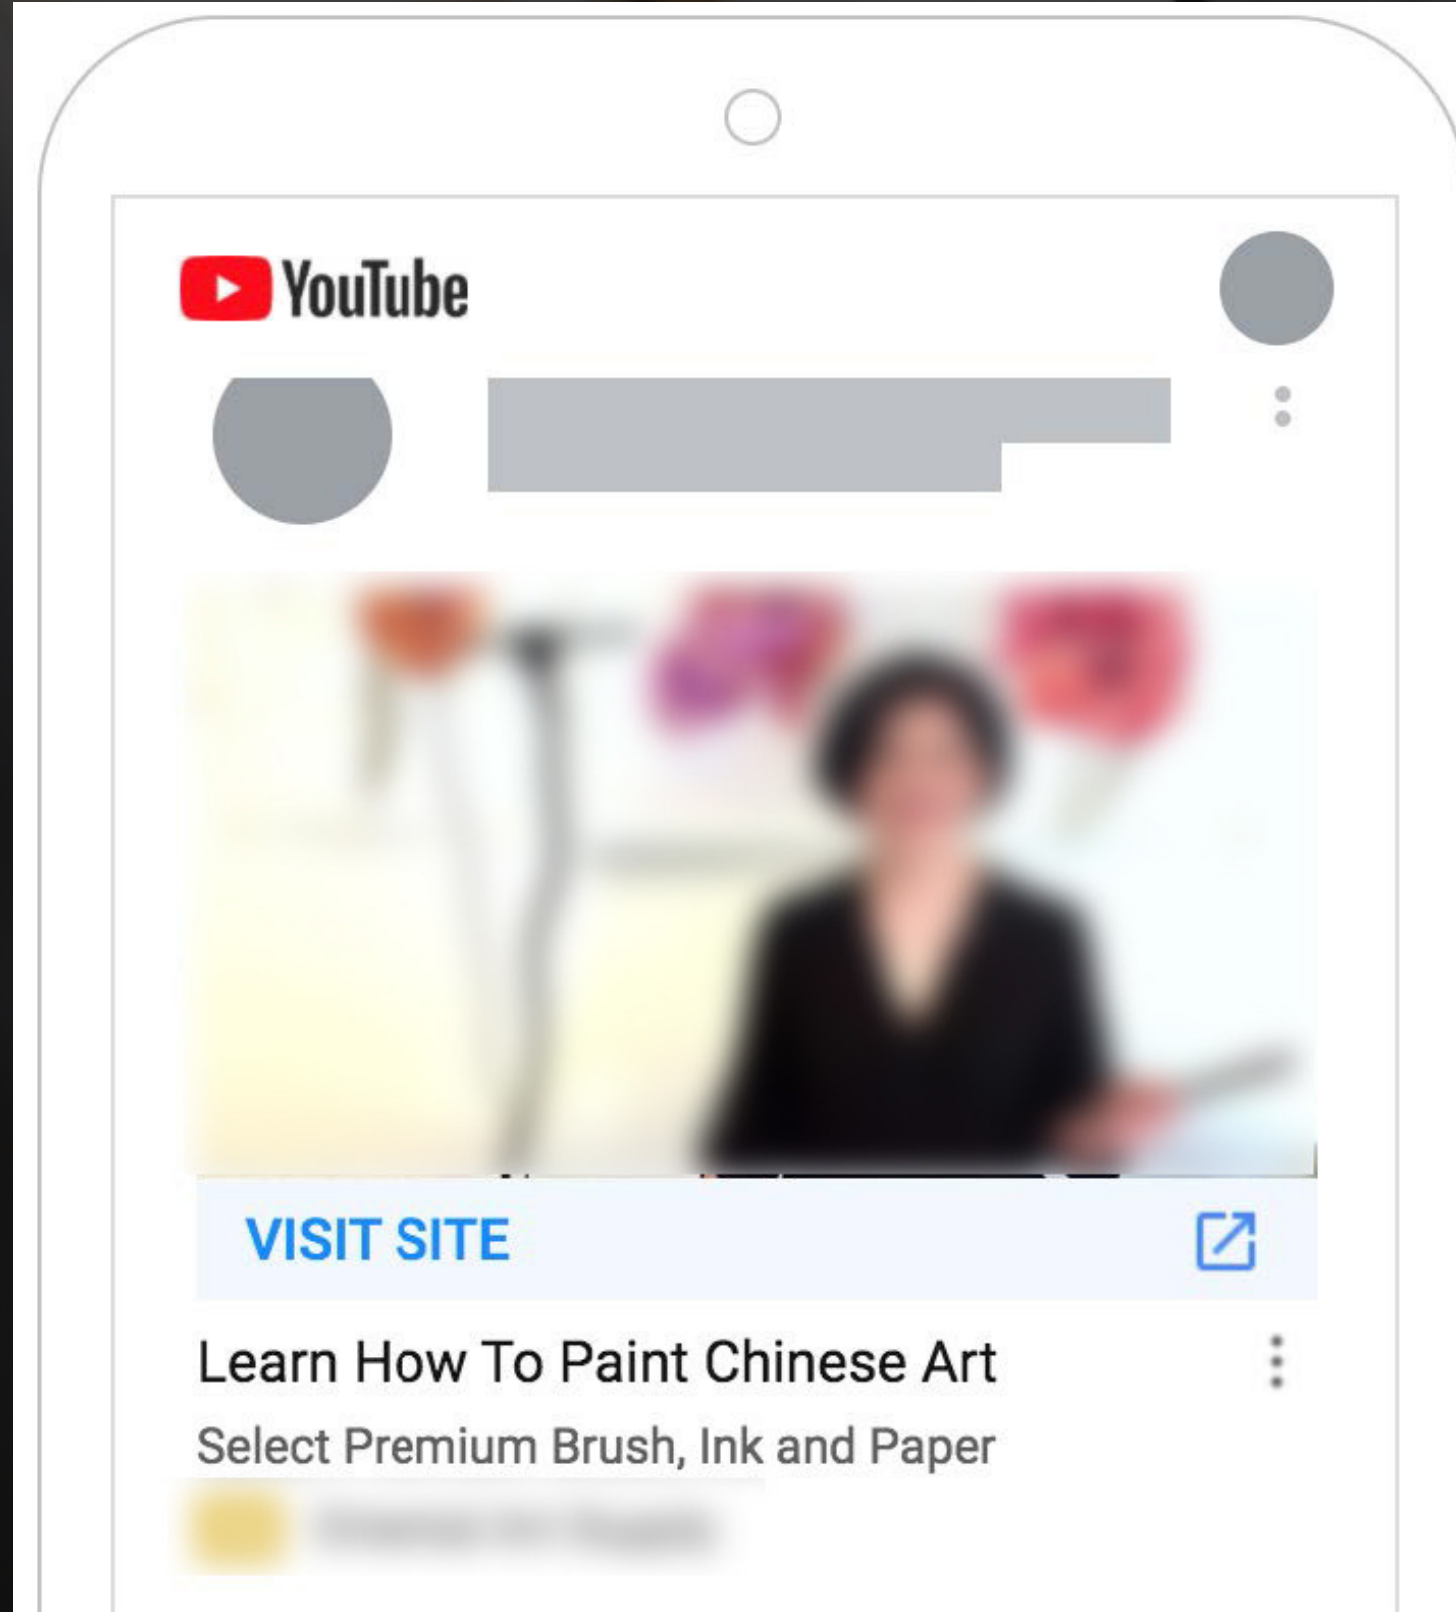 YouTube
VISIT SITE
Learn How To Paint Chinese Art
Select Premium Brush, Ink and Paper